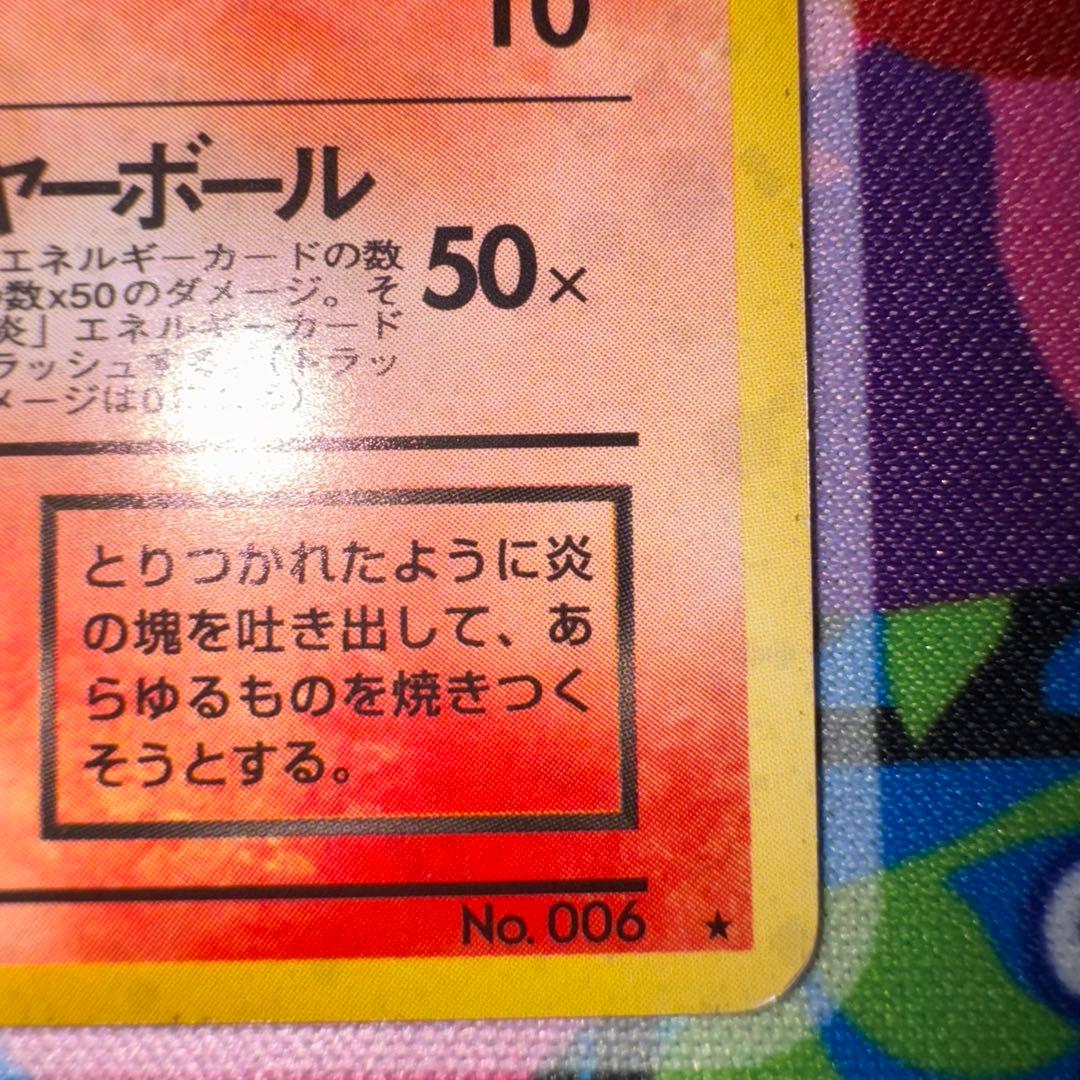 10
ヤーボール
エネルギーカードの数
数x50のダメージ。そ
50×
炎」エネルギーカード
ラッシュする。(トラッ
メージは0
とりつかれたように炎
の塊を吐き出して、あ
らゆるものを焼きつく
そうとする。
No. 006 ★